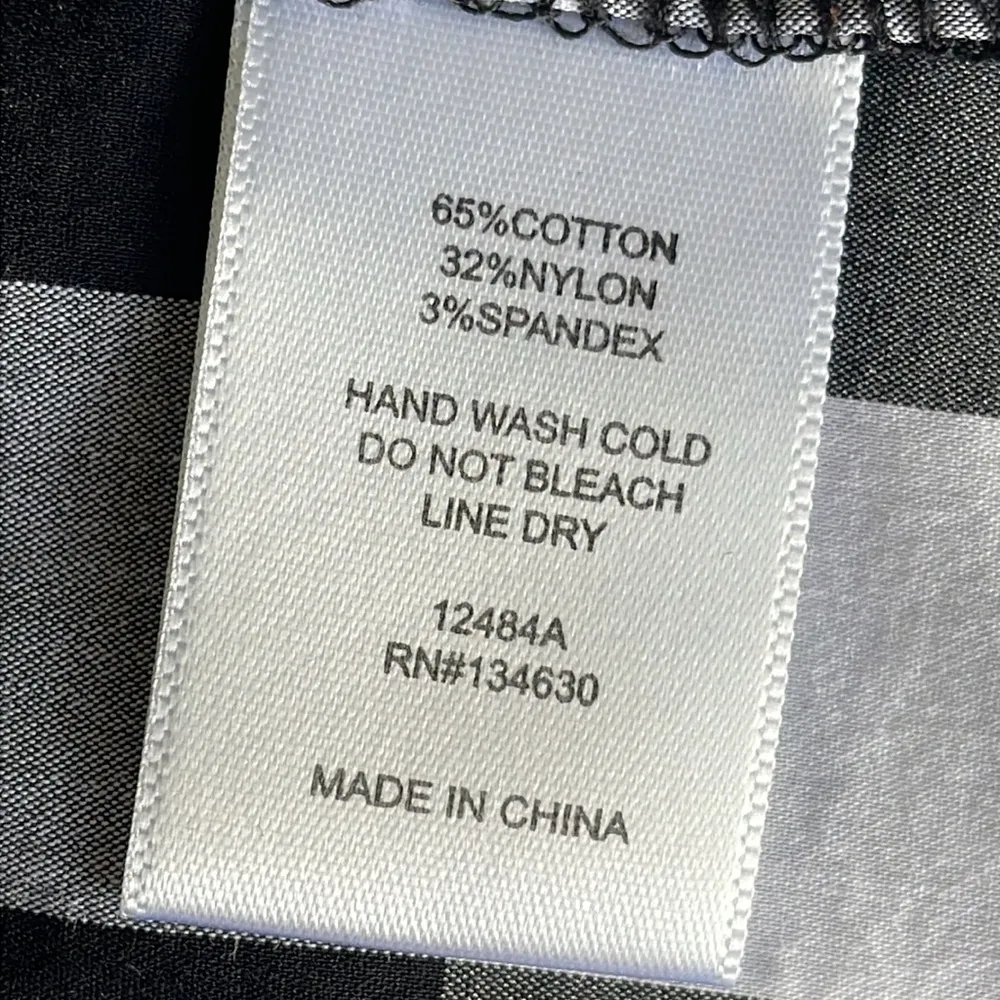 65%COTTON
32%NYLON
3%SPANDEX
HAND WASH COLD
DO NOT BLEACH
LINE DRY
12484A
RN#134630
MADE IN CHINA